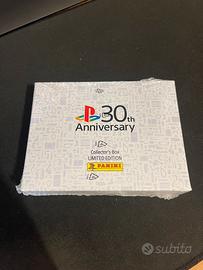 30th
Anniversary
Collector's Box
LIMITED EDITION
PANINI
subito